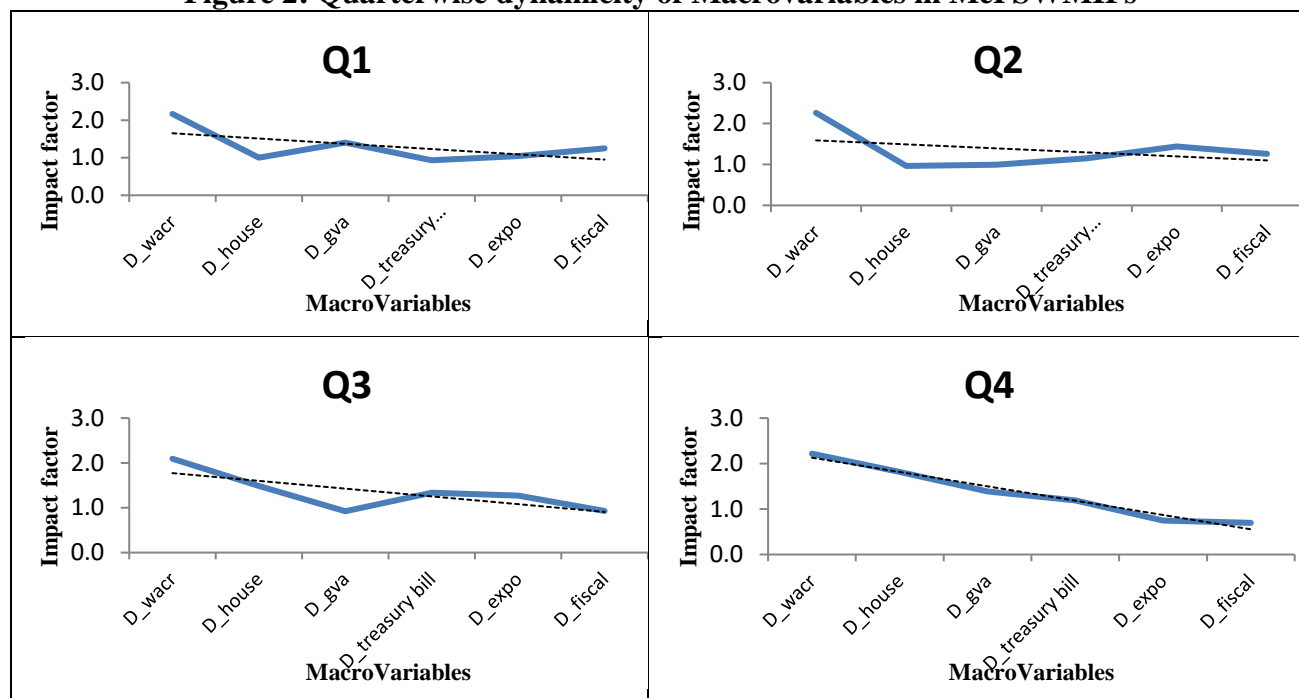 Figure 2: Quarterwise dynamicity of Macrovariables in
Q1
Impact factor
3.0
2.0
1.0
0.0
D_wacr
D_house
D_gva
D_treasury...
D_expo
D_fiscal
MacroVariables
Q2
Impact factor
3.0
2.0
1.0
0.0
D_wacr
D_house
D_gva
D_treasury...
D_expo
D_fiscal
MacroVariables
Q3
Impact factor
3.0
2.0
1.0
0.0
D_wacr
D_house
D_gva
D_treasury bill
D_expo
D_fiscal
MacroVariables
Q4
Impact factor
3.0
2.0
1.0
0.0
D_wacr
D_house
D_gva
D_treasury bill
D_expo
D_fiscal
MacroVariables